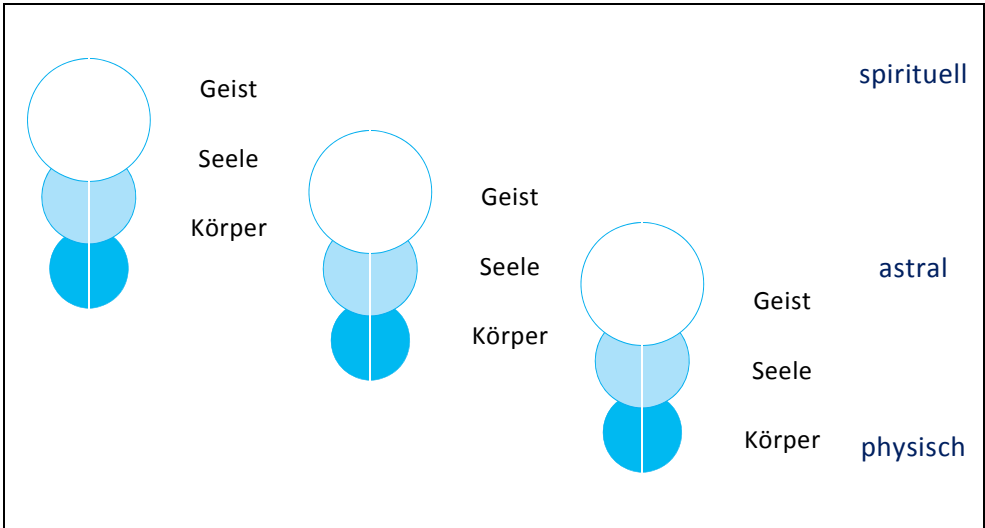 Geist
Seele
Körper
Geist
Seele
Körper
Geist
Seele
Körper
spirituell
astral
physisch